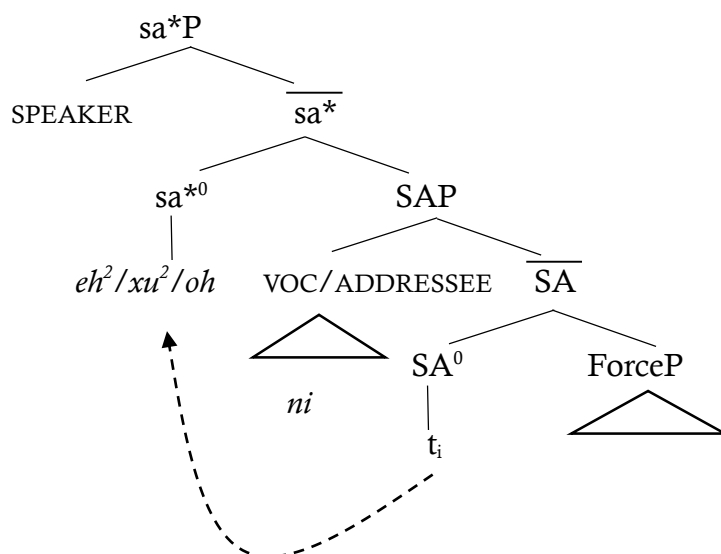 sa*P
SPEAKER sa*
sa*⁰ SAP
eh²/xu²/oh VOC/ADDRESSEE SA
ni SA⁰ ForceP
tᵢ